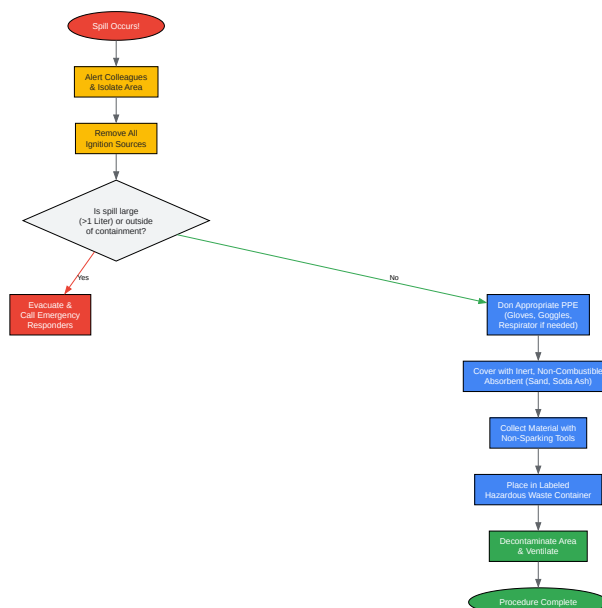 Spill Occurs!
Alert Colleagues
& Isolate Area
Remove All
Ignition Sources
Is spill large
(>1 Liter) or outside
of containment?
Yes
No
Evacuate &
Call Emergency
Responders
Don Appropriate PPE
(Gloves, Goggles,
Respirator if needed)
Cover with Inert, Non-Combustible
Absorbent (Sand, Soda Ash)
Collect Material with
Non-Sparking Tools
Place in Labeled
Hazardous Waste Container
Decontaminate Area
& Ventilate
Procedure Complete